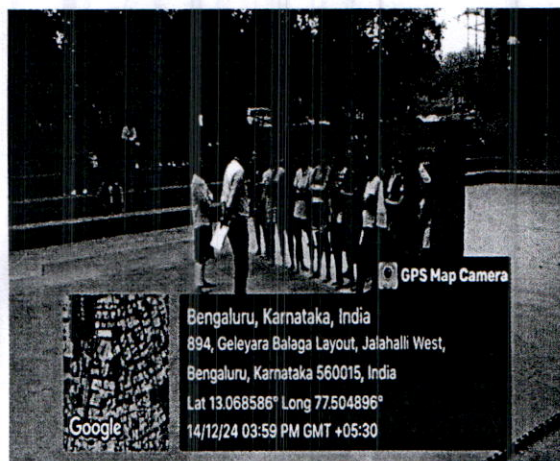 GPS Map Camera
Bengaluru, Karnataka, India
894, Geleyara Balaga Layout, Jalahalli West,
Bengaluru, Karnataka 560015, India
Lat 13.068586° Long 77.504896°
14/12/24 03:59 PM GMT +05:30
Google